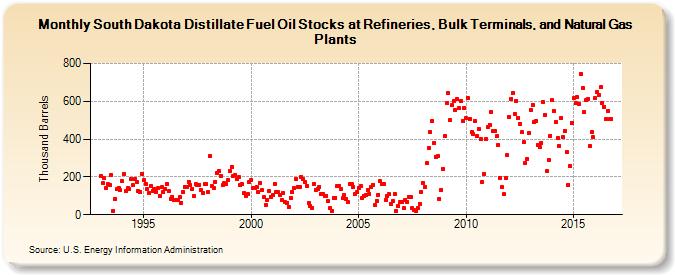 Monthly South Dakota Distillate Fuel Oil Stocks at Refineries, Bulk Terminals, and Natural Gas
Plants
Thousand Barrels
800
600
400
200
0
1995
2000
2005
2010
2015
Source: U.S. Energy Information Administration